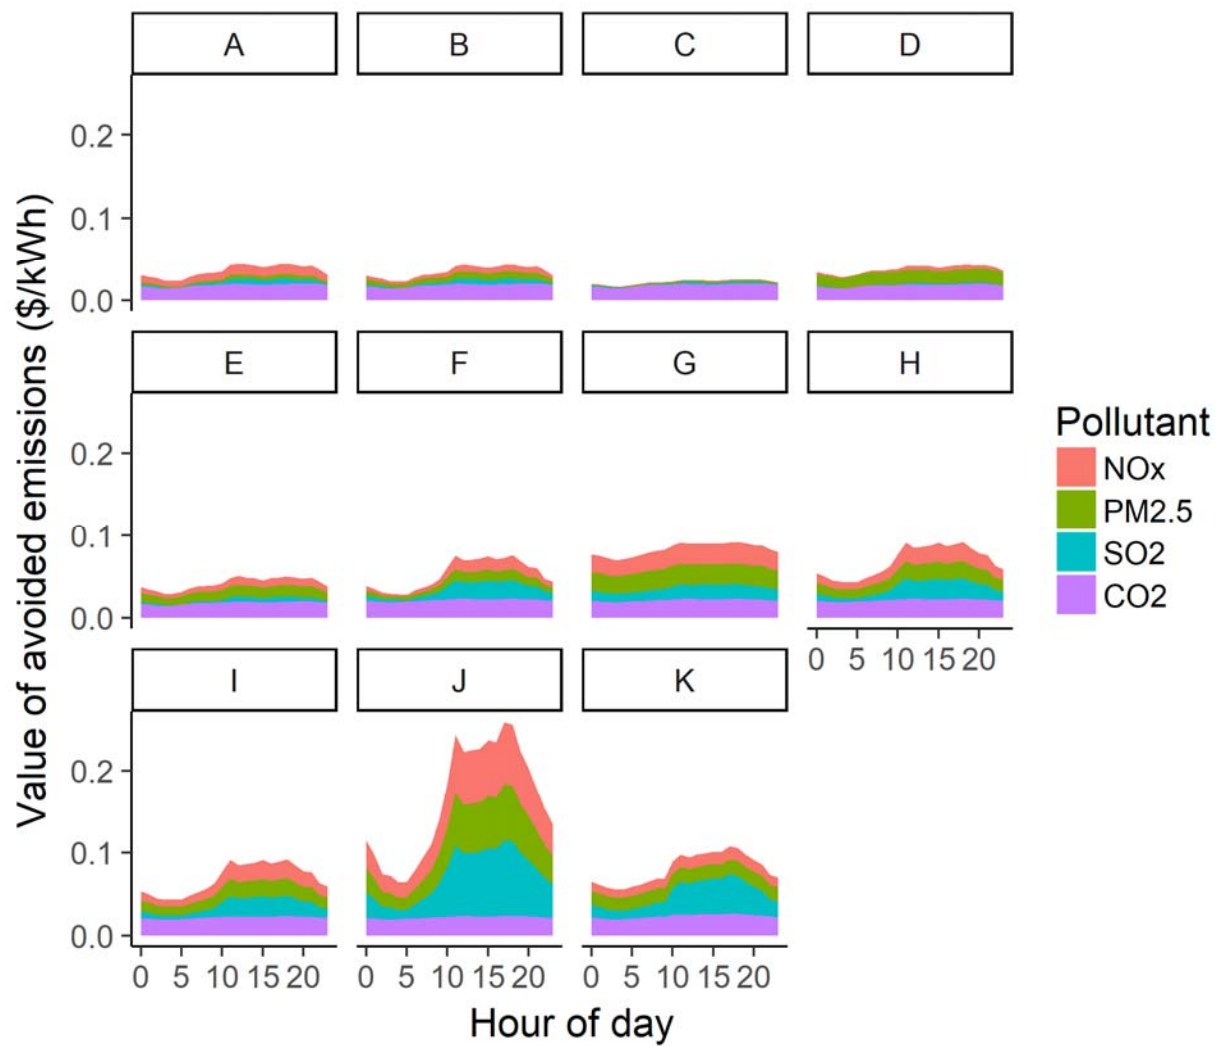 A B C D
0.2
0.1
0.0
E F G H
0.2
0.1
0.0
0 5 10 15 20
I J K
0.2
0.1
0.0
0 5 10 15 20 0 5 10 15 20 0 5 10 15 20
Hour of day
Value of avoided emissions ($/kWh)
Pollutant
NOx
PM2.5
SO2
CO2